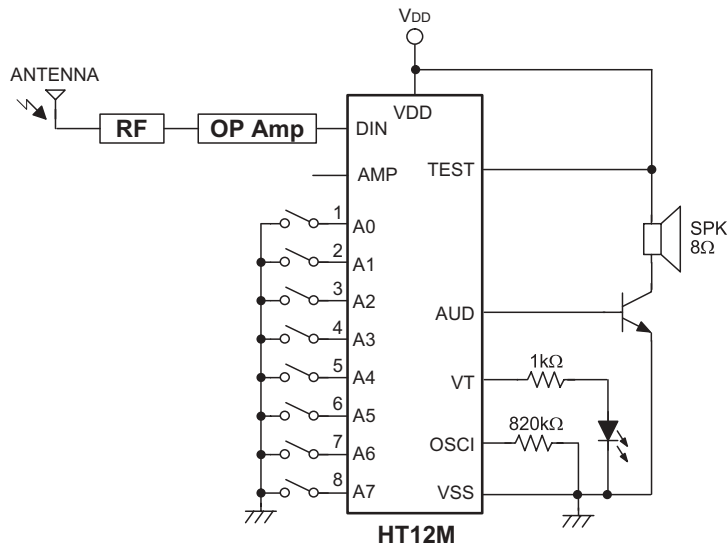 VDD
ANTENNA
RF
OP Amp
DIN
VDD
AMP
TEST
1
A0
2
A1
3
A2
4
A3
5
A4
6
A5
7
A6
8
A7
SPK
8Ω
AUD
1kΩ
VT
820kΩ
OSCI
VSS
HT12M